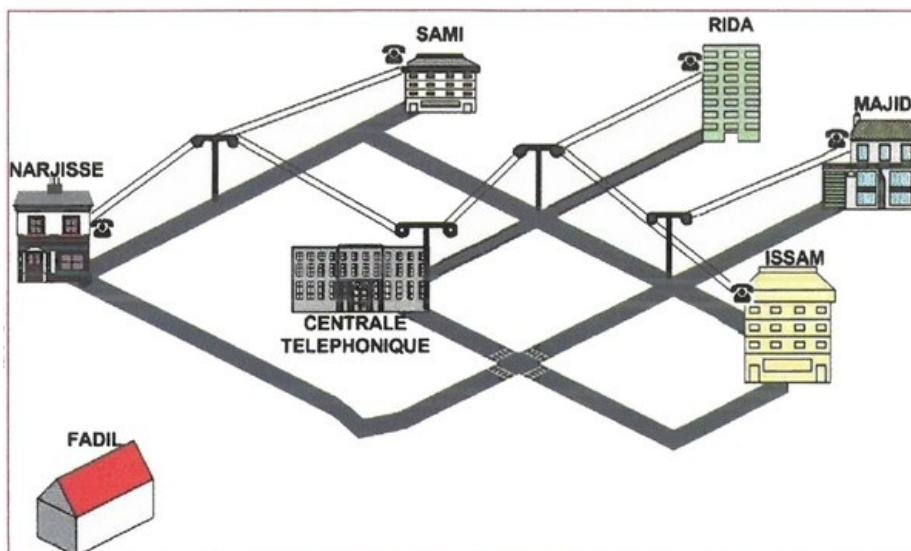 SAMI
RIDA
MAJID
NARJISSE
ISSAM
CENTRALE
TELEPHONIQUE
FADIL